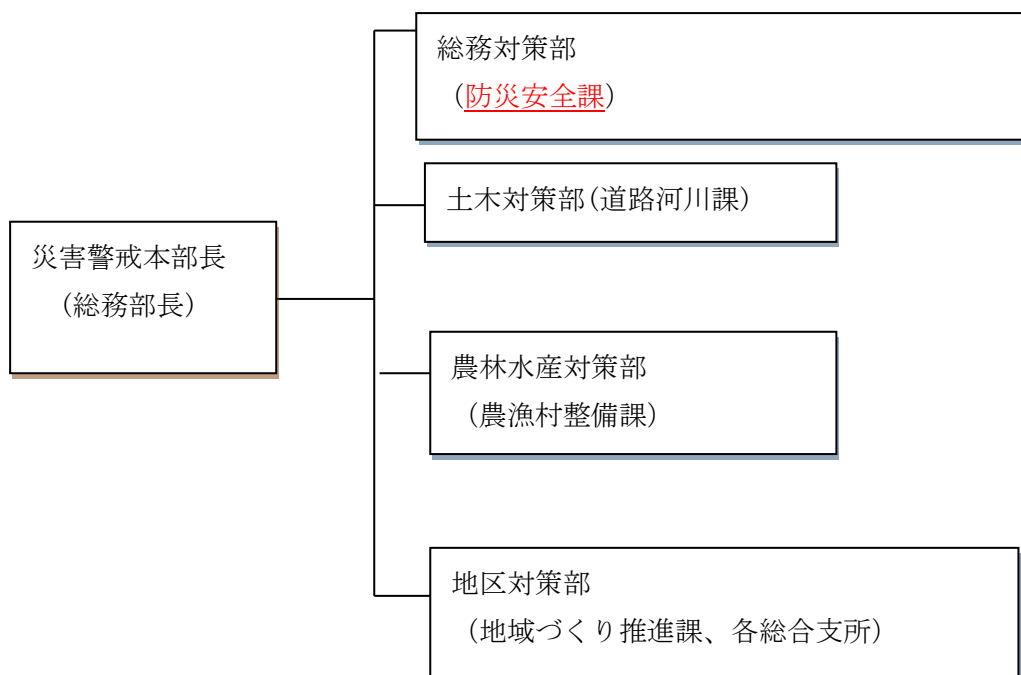 総務対策部
（防災安全課）
土木対策部(道路河川課)
災害警戒本部長
（総務部長）
農林水産対策部
（農漁村整備課）
地区対策部
（地域づくり推進課、各総合支所）